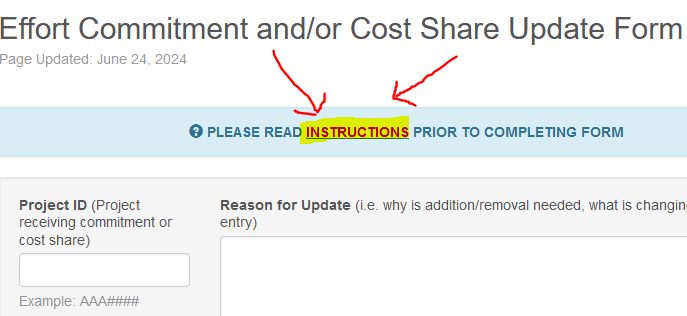 Effort Commitment and/or Cost Share Update Form
Page Updated: June 24, 2024
PLEASE READ INSTRUCTIONS PRIOR TO COMPLETING FORM
Project ID (Project
receiving commitment or
cost share)
Example: AAA####
Reason for Update (i.e. why is addition/removal needed, what is changin
entry)